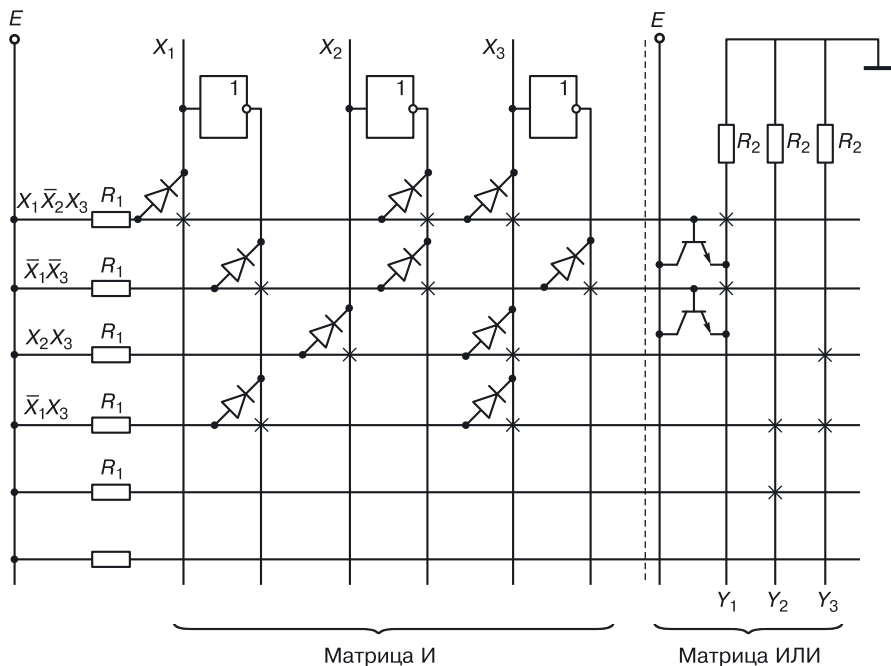 E
E
X₁
X₂
X₃
1
1
1
R₂
R₂
R₂
X₁X̅₂X₃
R₁
X̅₁X̅₃
R₁
X₂X₃
R₁
X̅₁X₃
R₁
R₁
Y₁
Y₂
Y₃
Матрица И
Матрица ИЛИ